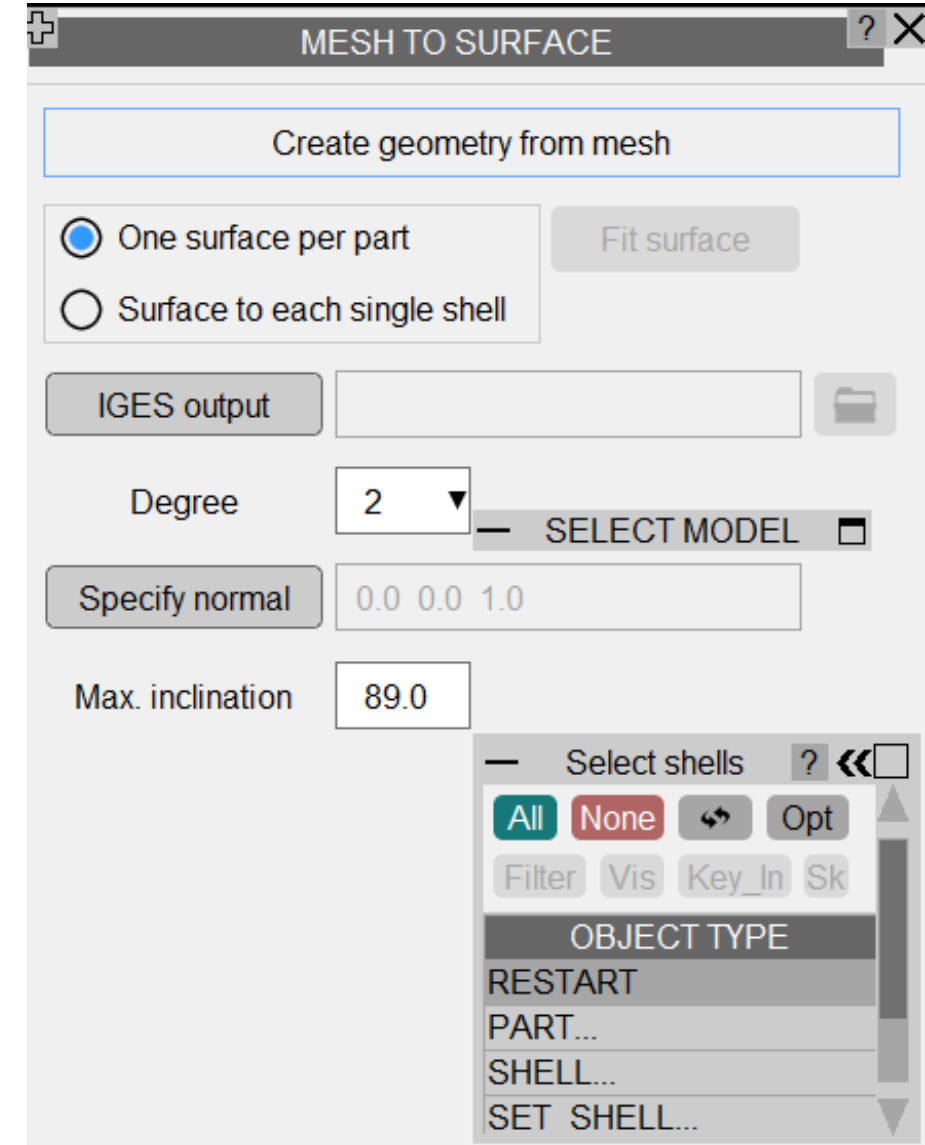 MESH TO SURFACE ?
Create geometry from mesh
One surface per part
Fit surface
Surface to each single shell
IGES output
Degree 2
SELECT MODEL
Specify normal 0.0 0.0 1.0
Max. inclination 89.0
Select shells ?
All None Opt
Filter Vis Key_In Sk
OBJECT TYPE
RESTART
PART...
SHELL...
SET SHELL...